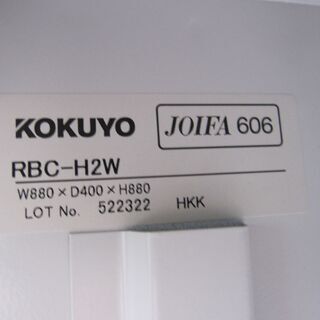 KOKUYO JOIFA 606
RBC-H2W
W880×D400×H880
LOT No. 522322 HKK